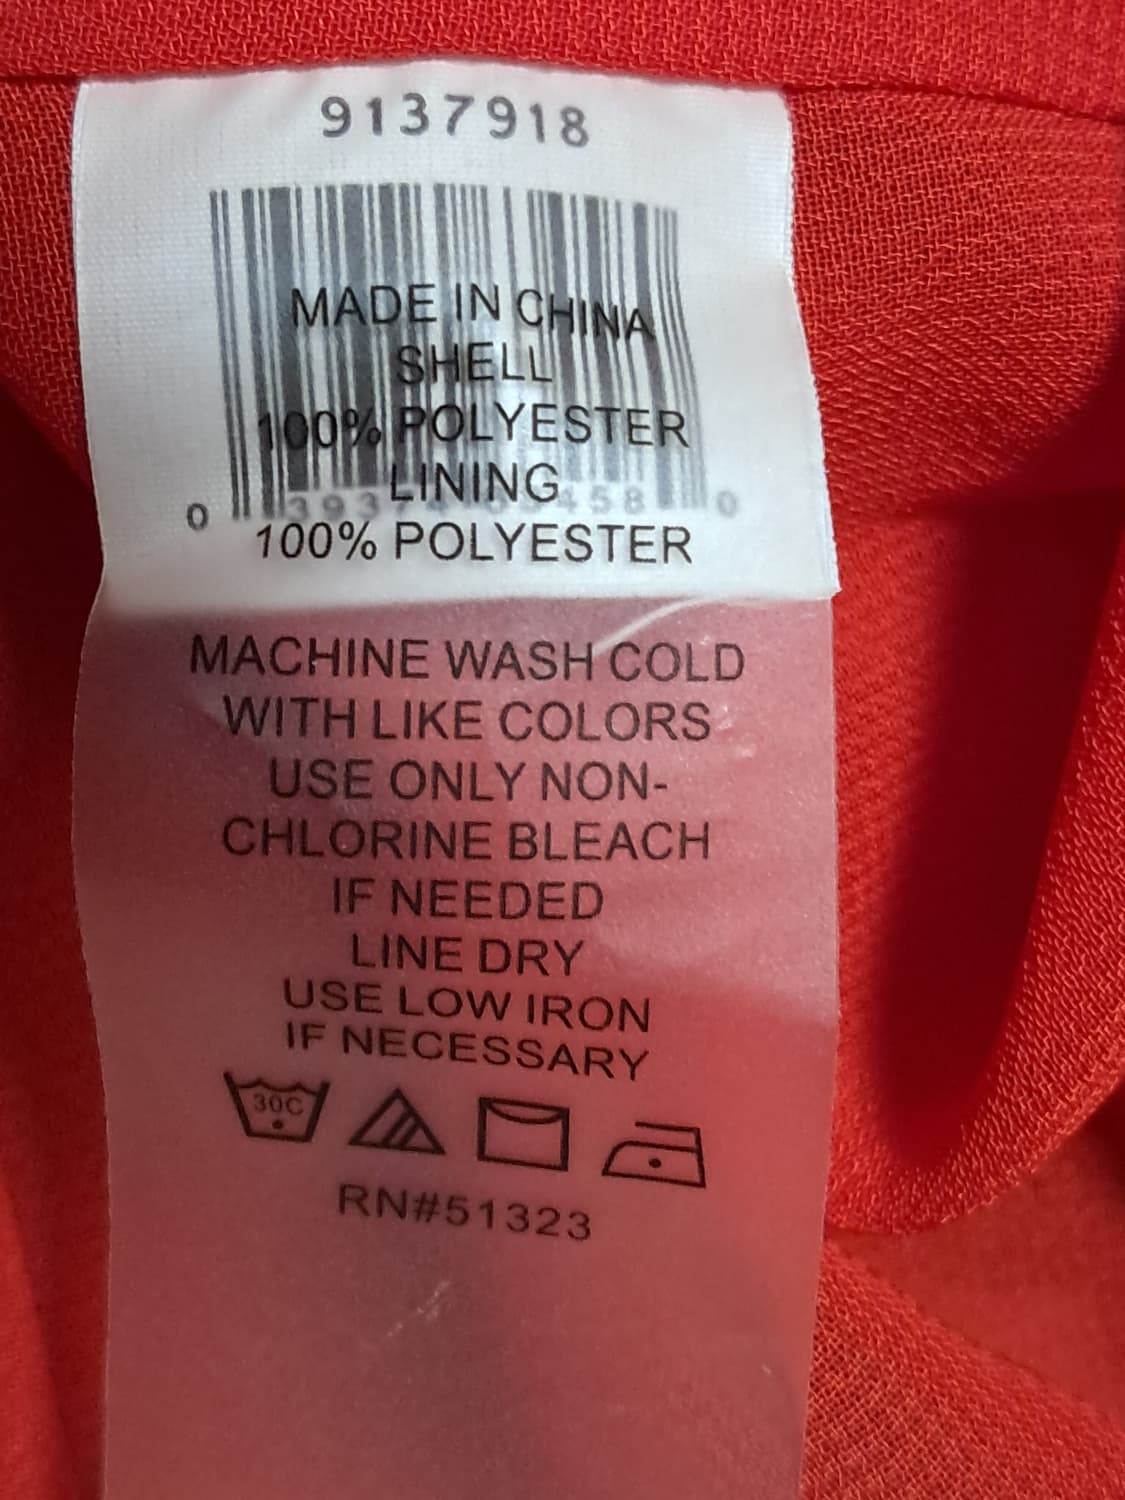 9137918
MADE IN CHINA
SHELL
100% POLYESTER
LINING
100% POLYESTER
MACHINE WASH COLD
WITH LIKE COLORS
USE ONLY NON-
CHLORINE BLEACH
IF NEEDED
LINE DRY
USE LOW IRON
IF NECESSARY
30C
RN#51323